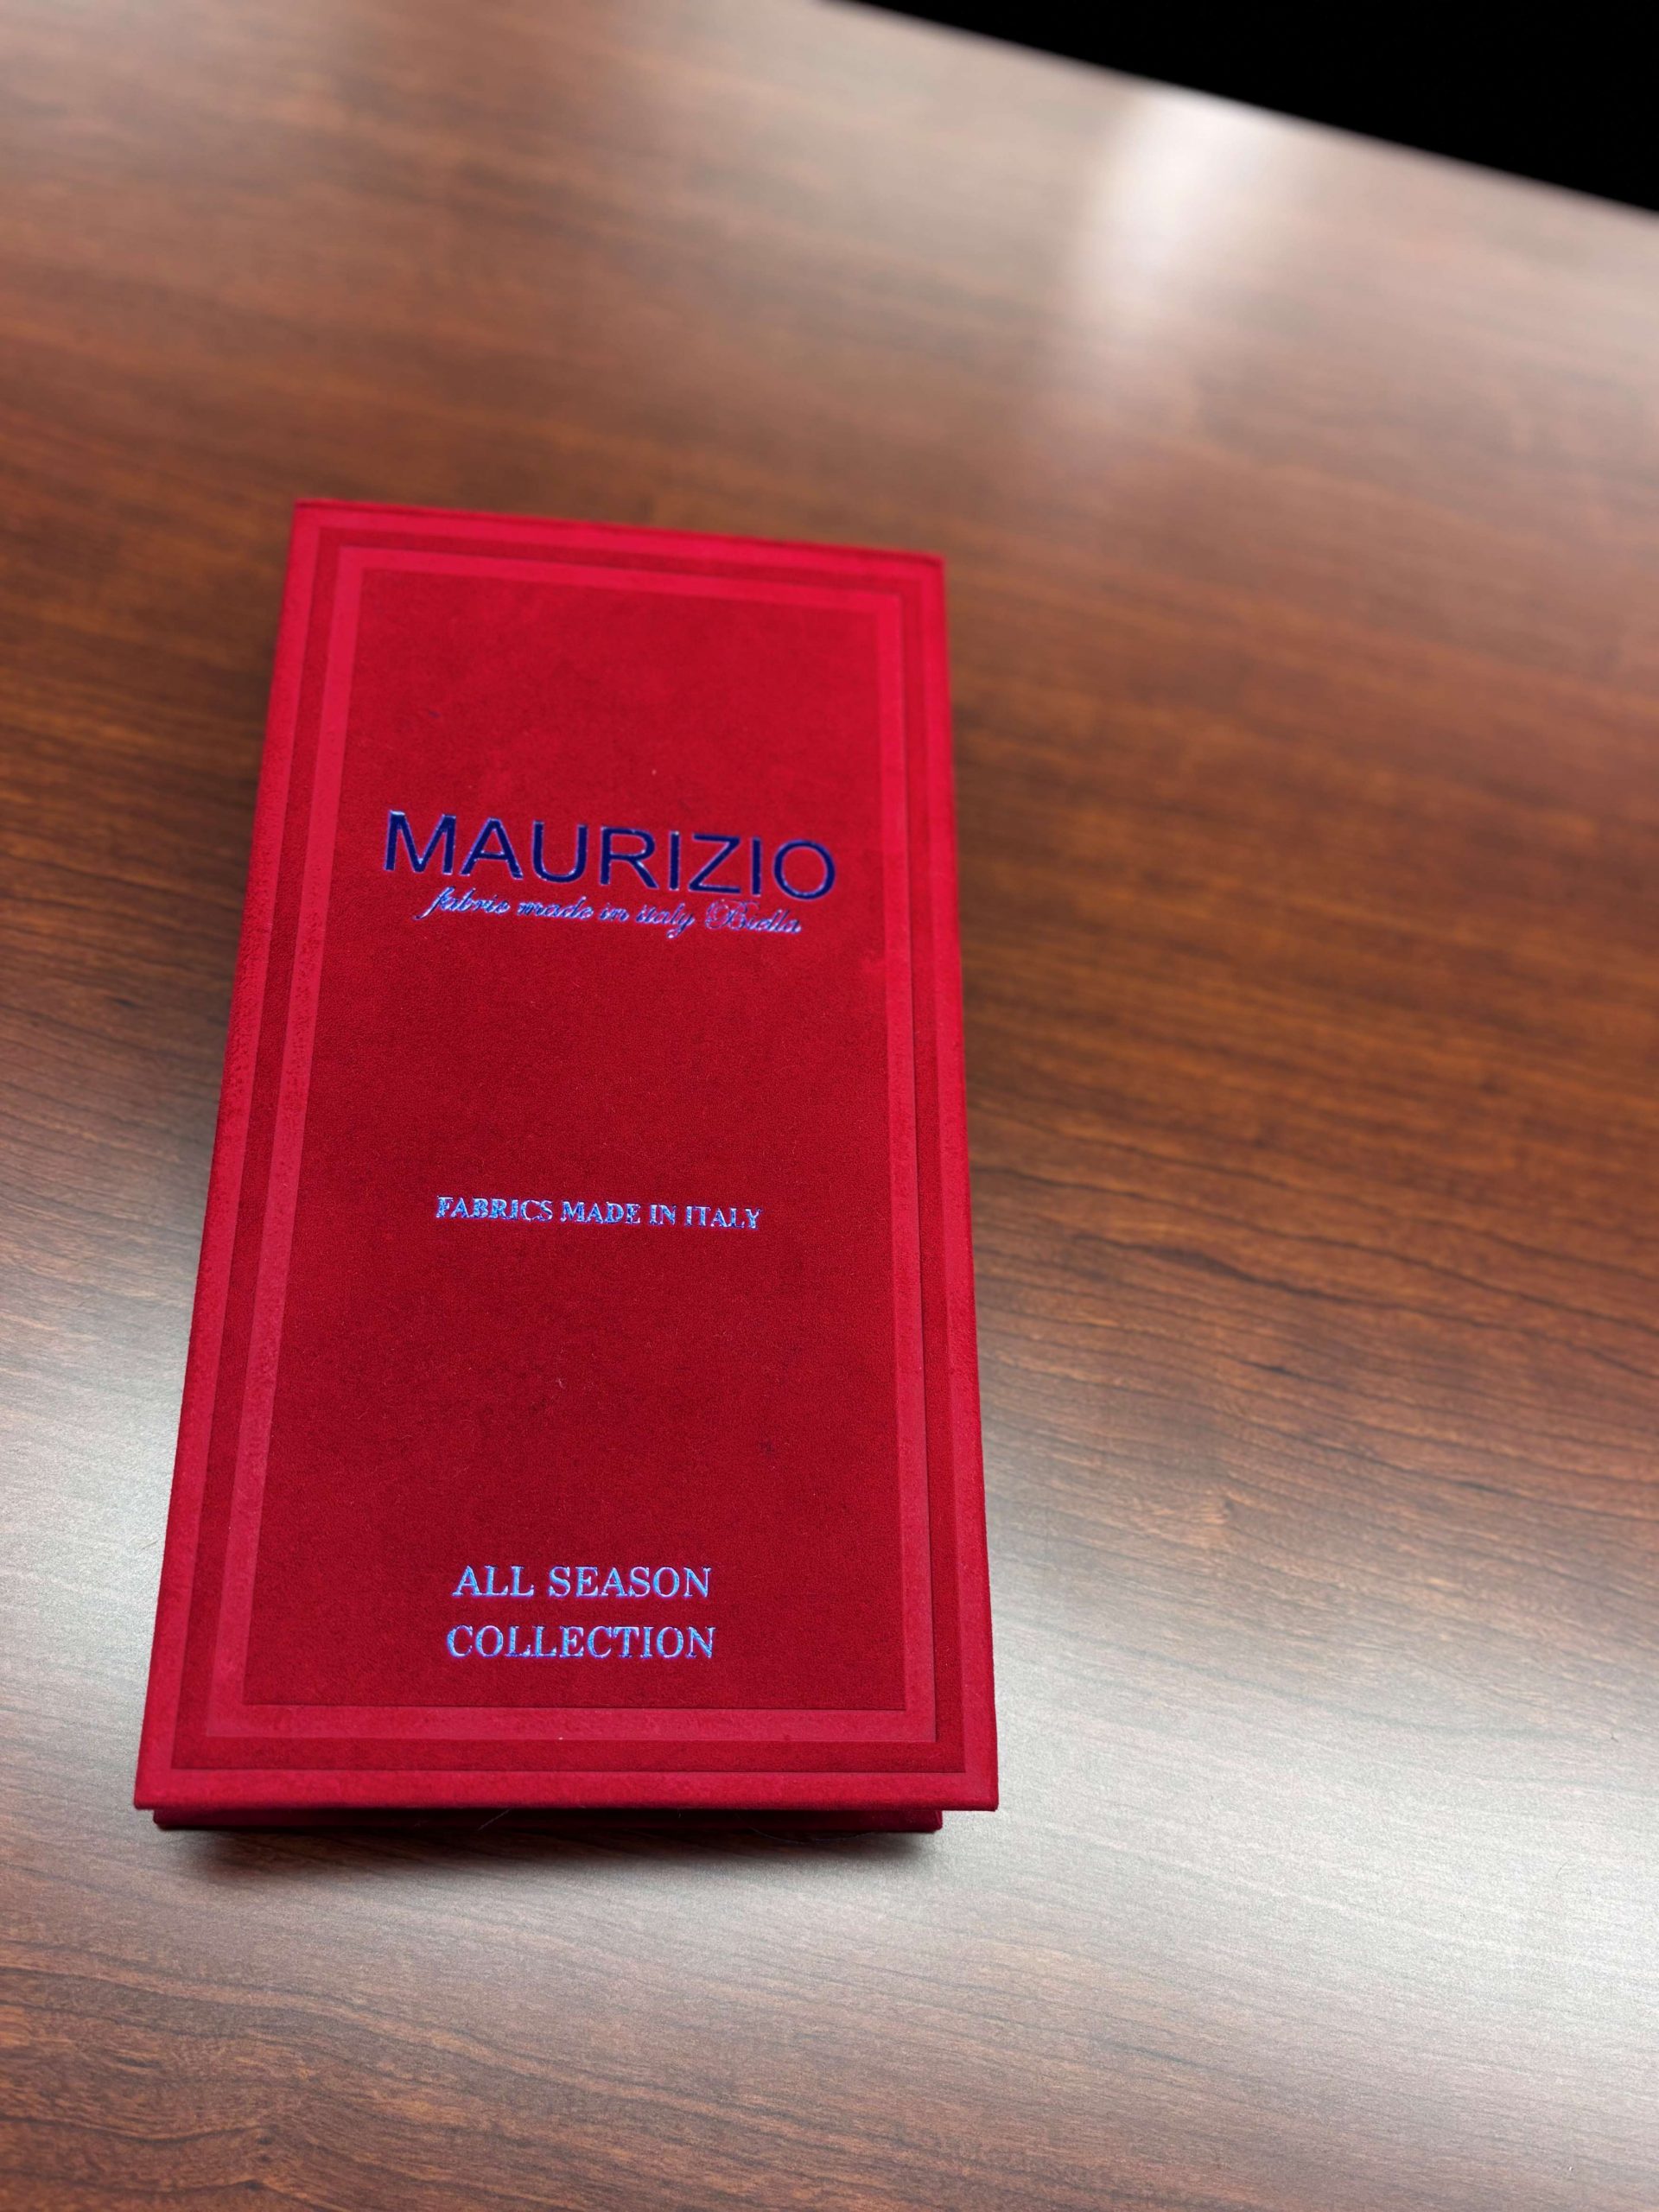 MAURIZIO
fabric made in italy Biella
FABRICS MADE IN ITALY
ALL SEASON
COLLECTION